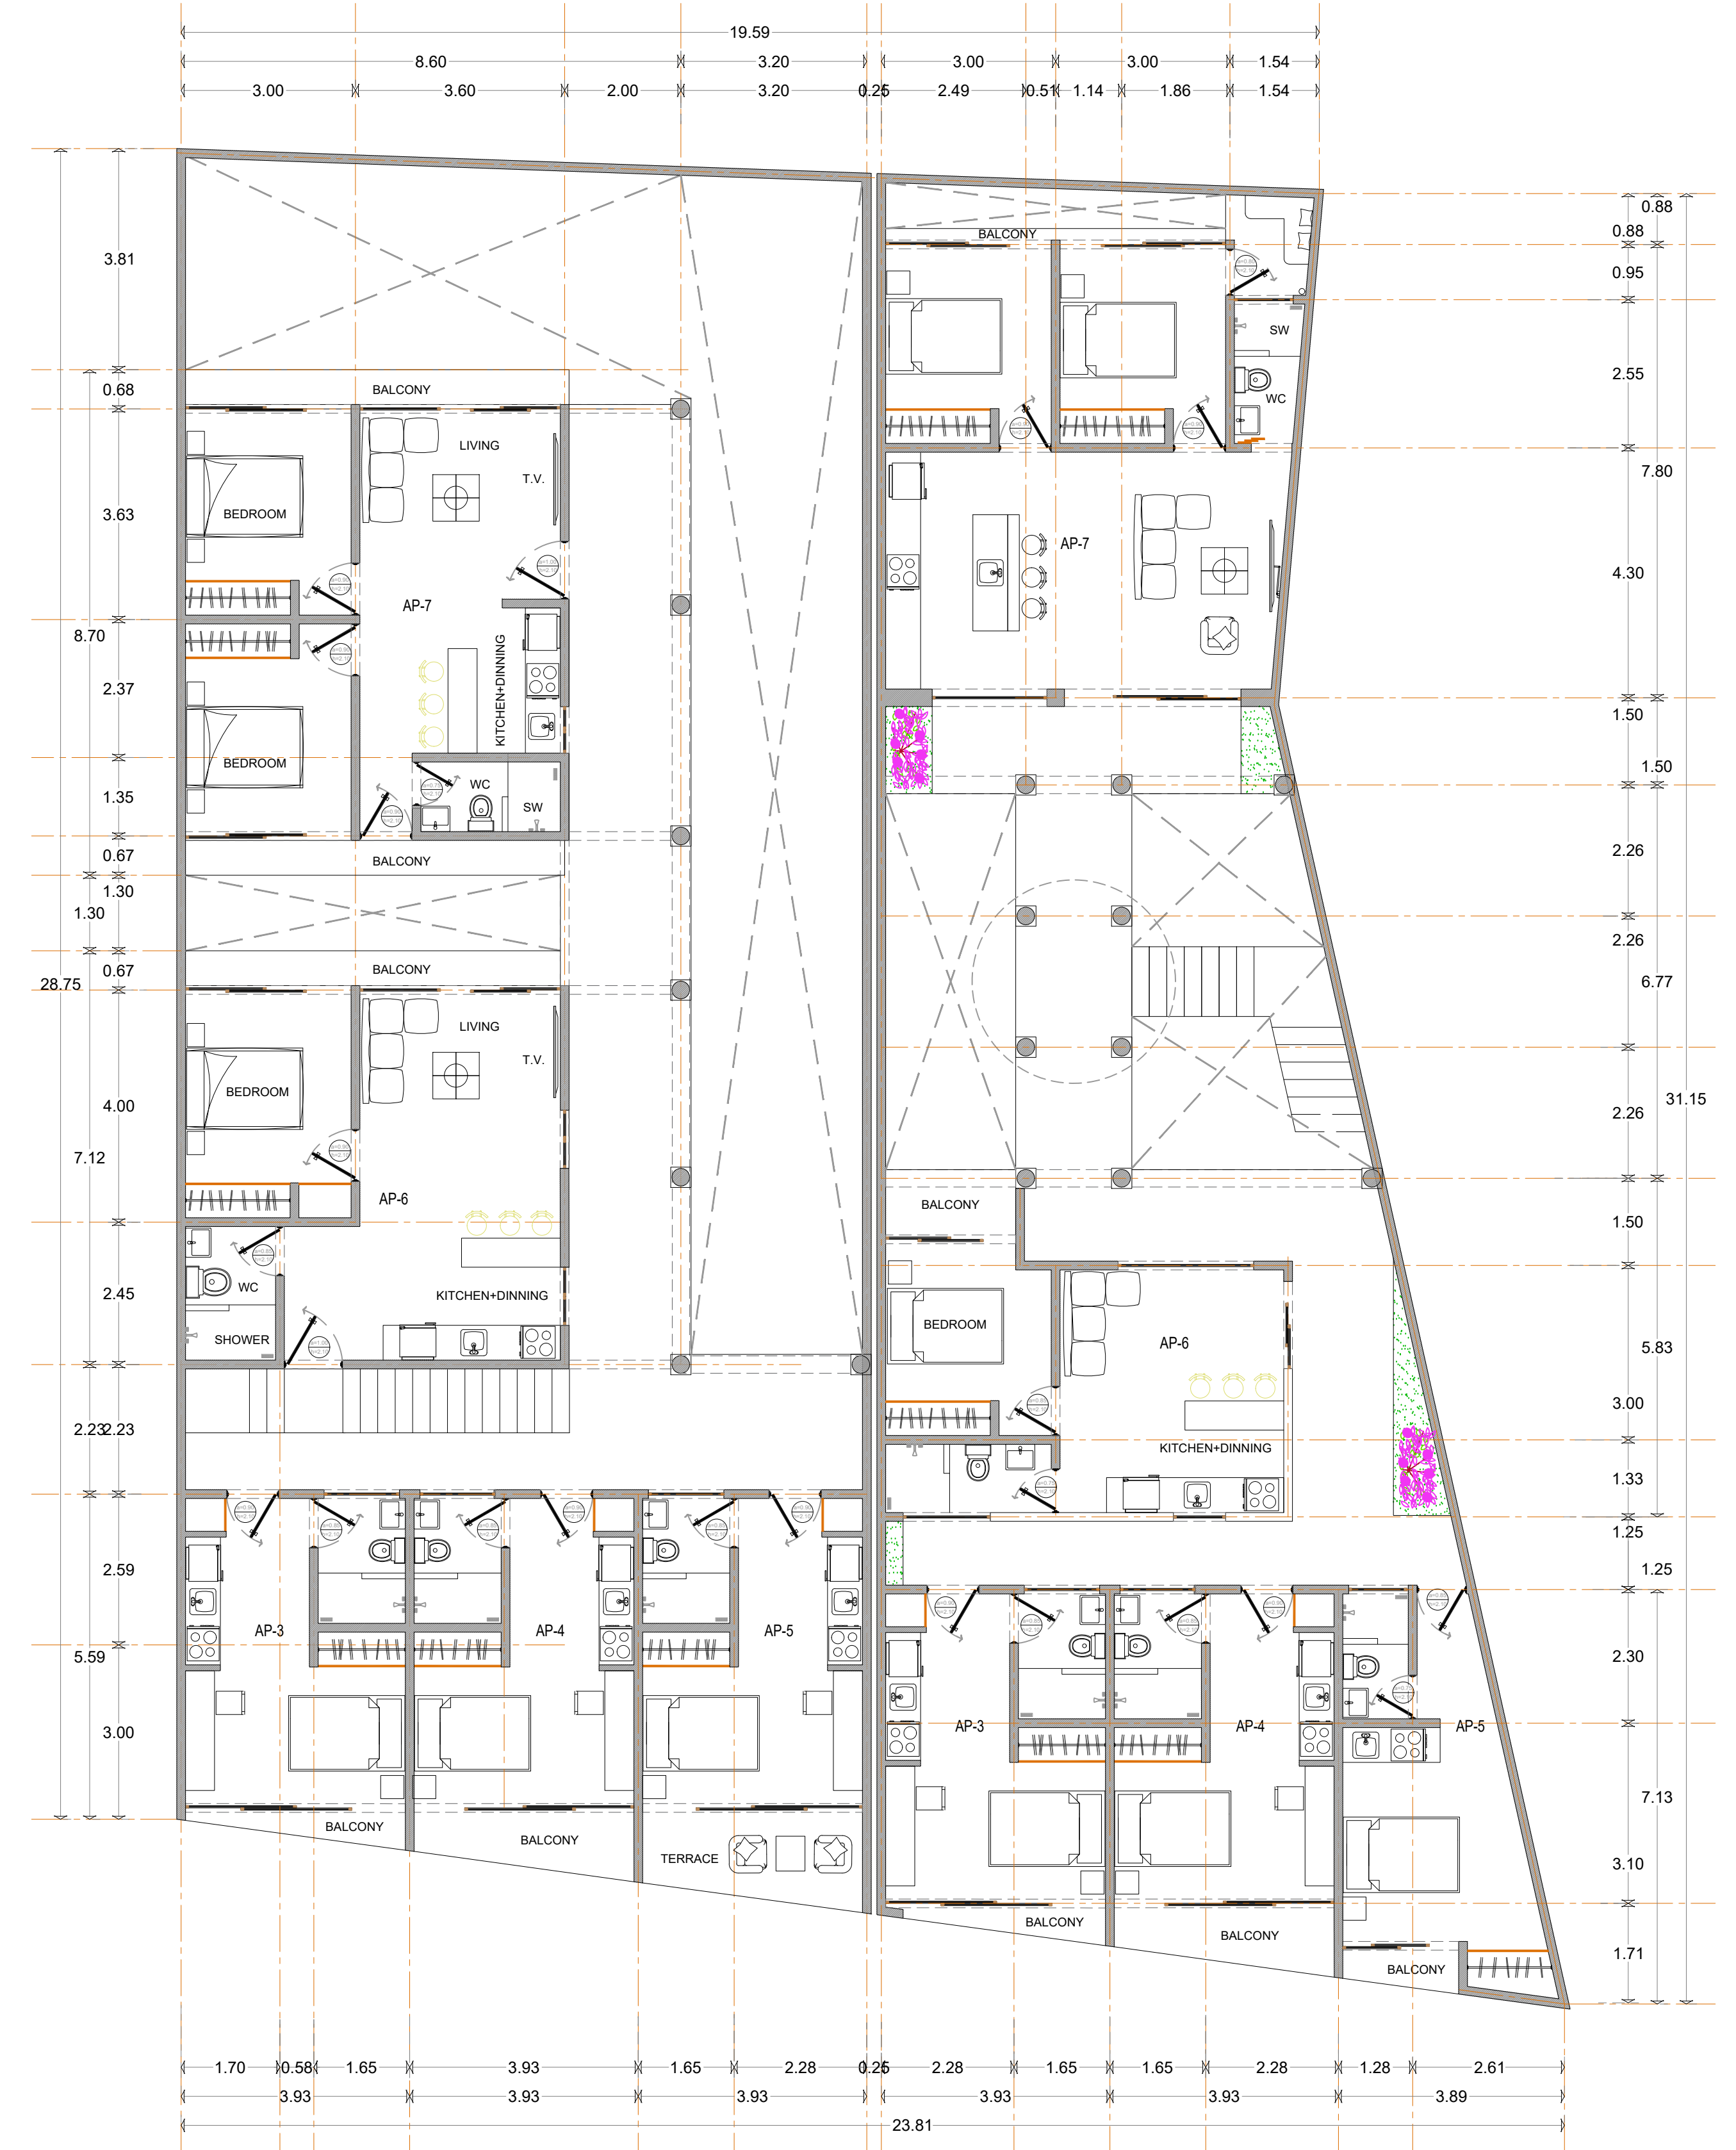 19.59
8.60
3.20
3.00
3.00
1.54
3.00
3.60
2.00
3.20
0.25
2.49
0.51
1.14
1.86
1.54
0.88
0.88
3.81
BALCONY
0.95
SW
2.55
WC
0.68
BALCONY
LIVING
T.V.
7.80
3.63
BEDROOM
AP-7
4.30
AP-7
8.70
KITCHEN+DINNING
2.37
1.50
BEDROOM
1.50
WC
1.35
SW
0.67
BALCONY
2.26
1.30
1.30
2.26
0.67
BALCONY
28.75
6.77
LIVING
T.V.
BEDROOM
4.00
31.15
2.26
7.12
AP-6
BALCONY
1.50
WC
2.45
KITCHEN+DINNING
BEDROOM
SHOWER
AP-6
5.83
3.00
2.23
2.23
KITCHEN+DINNING
1.33
1.25
2.59
1.25
AP-3
AP-4
AP-5
5.59
2.30
AP-3
AP-4
AP-5
3.00
7.13
BALCONY
BALCONY
TERRACE
3.10
BALCONY
BALCONY
1.71
BALCONY
1.70
0.58
1.65
3.93
1.65
2.28
0.25
2.28
1.65
1.65
2.28
1.28
2.61
3.93
3.93
3.93
3.93
3.93
3.89
23.81